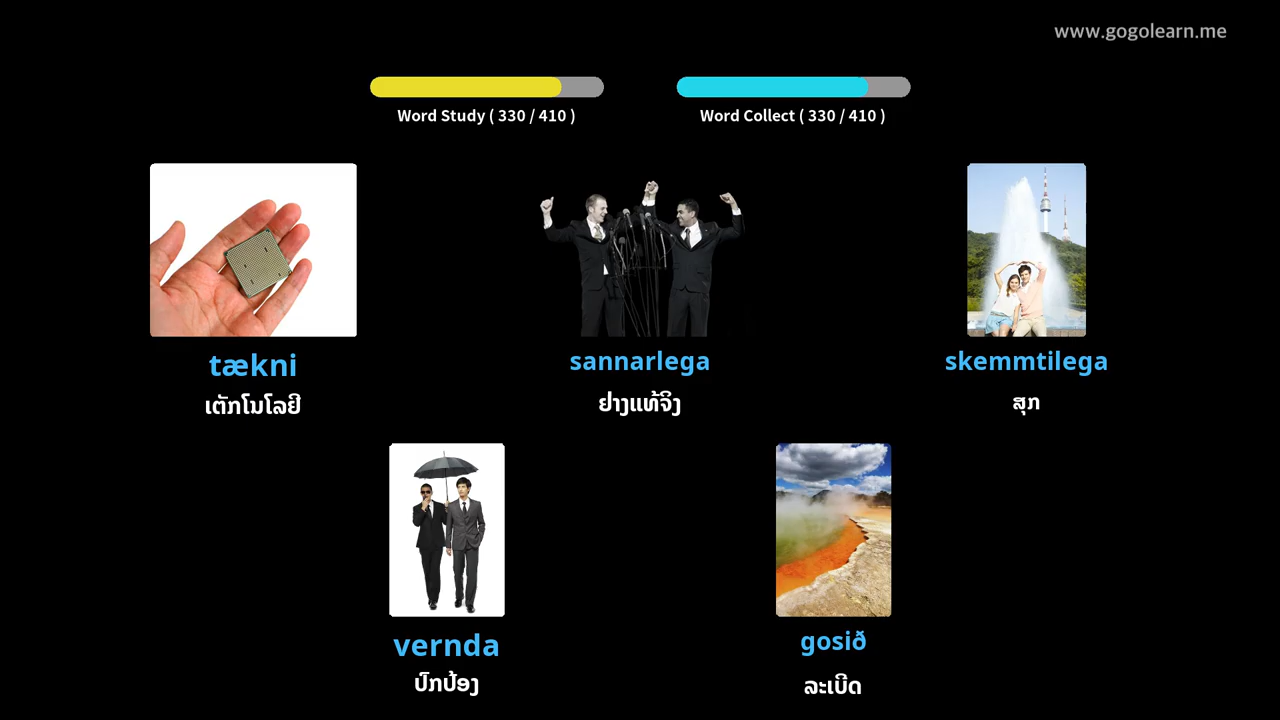 www.gogolearn.me
Word Study ( 330 / 410 )
Word Collect ( 330 / 410 )
tækni
ເຕັກໂນໂລຍີ
sannarlega
ຢ່າງແທ້ຈິງ
skemmtilega
ສຸກ
vernda
ປົກປ້ອງ
gosið
ລະເບີດ